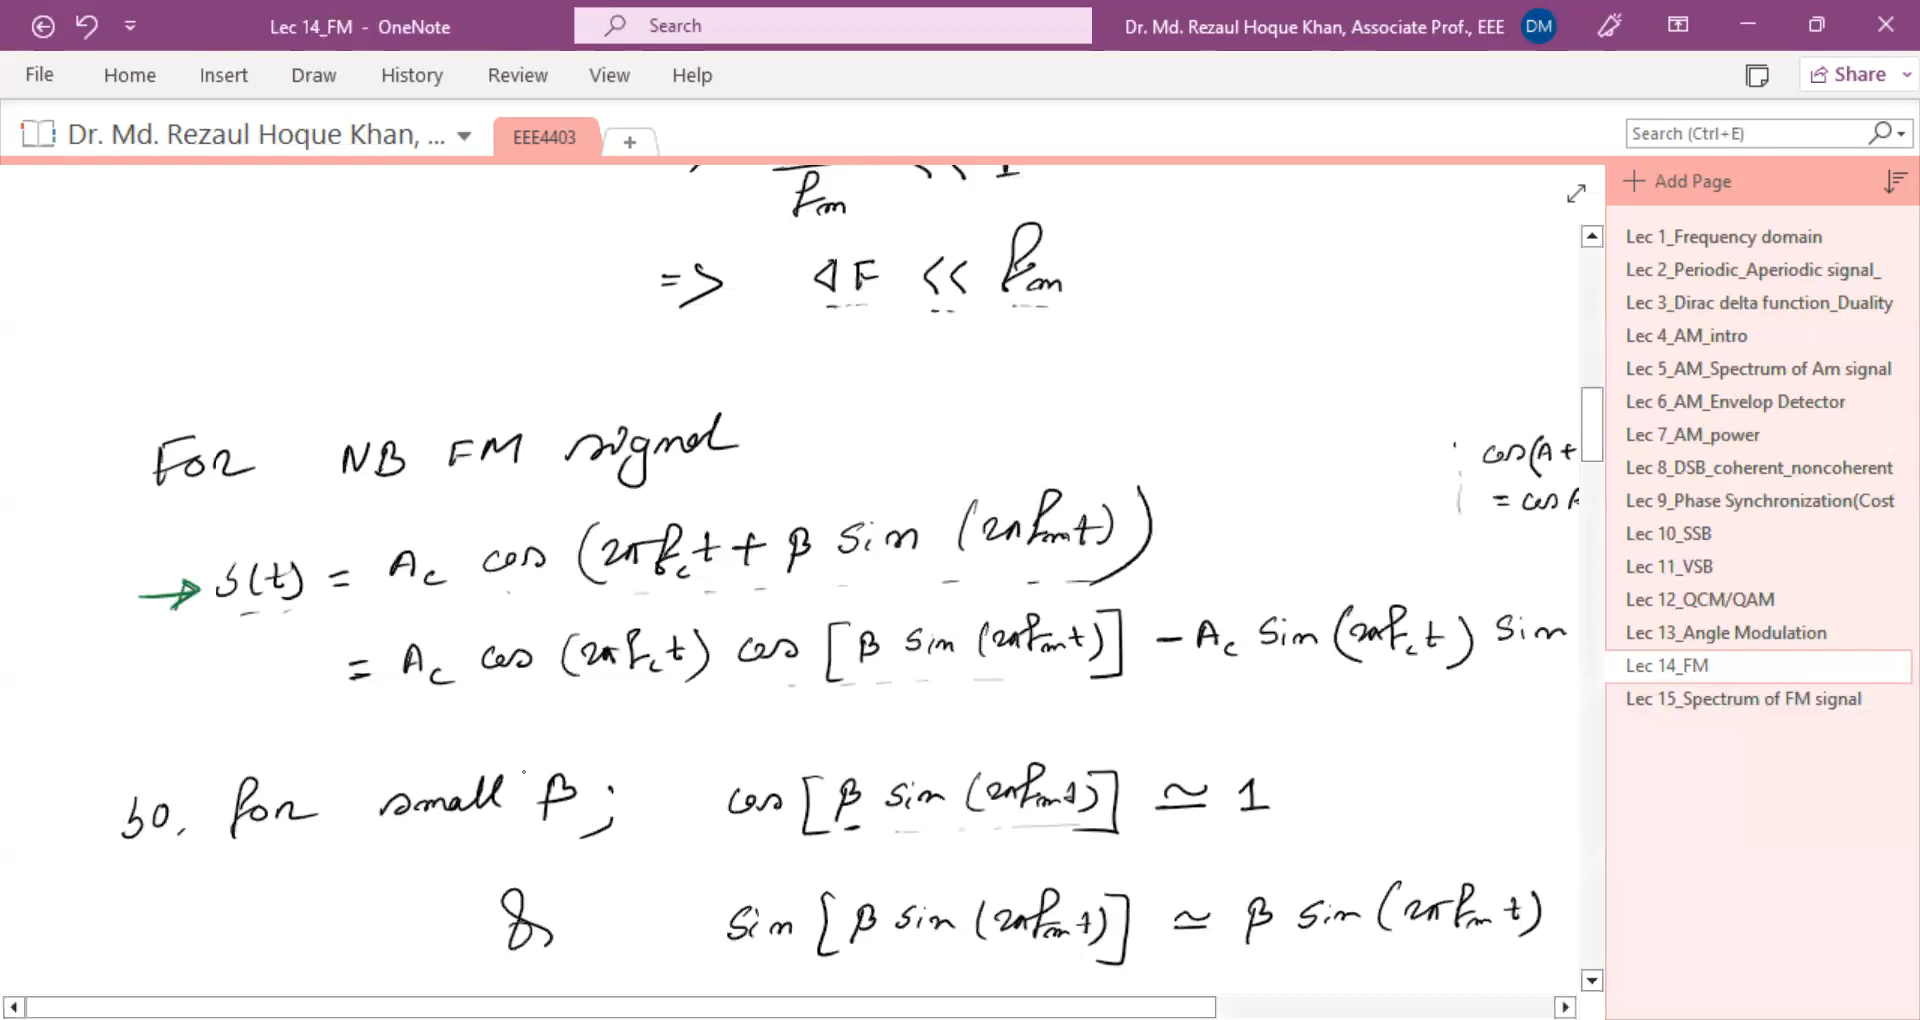 Lec 14_FM - OneNote
Search
Dr. Md. Rezaul Hoque Khan, Associate Prof., EEE
DM
File Home Insert Draw History Review View Help
Share
Dr. Md. Rezaul Hoque Khan, ...
EEE4403
+
Search (Ctrl+E)
Add Page
Lec 1_Frequency domain
Lec 2_Periodic_Aperiodic signal_
Lec 3_Dirac delta function_Duality
Lec 4_AM_intro
Lec 5_AM_Spectrum of Am signal
Lec 6_AM_Envelop Detector
Lec 7_AM_power
Lec 8_DSB_coherent_noncoherent
Lec 9_Phase Synchronization(Cost
Lec 10_SSB
Lec 11_VSB
Lec 12_QCM/QAM
Lec 13_Angle Modulation
Lec 14_FM
Lec 15_Spectrum of FM signal
fm << 1
=> ΔF << fm
For NB FM signal
cos(A +
= cos A
→ s(t) = Ac cos (2πfct + β sin (2πfmt))
= Ac cos (2πfct) cos [β sin (2πfmt)] - Ac sin (2πfct) sin
so, for small β; cos [β sin (2πfmt)] ≃ 1
& sin [β sin (2πfmt)] ≃ β sin (2πfmt)